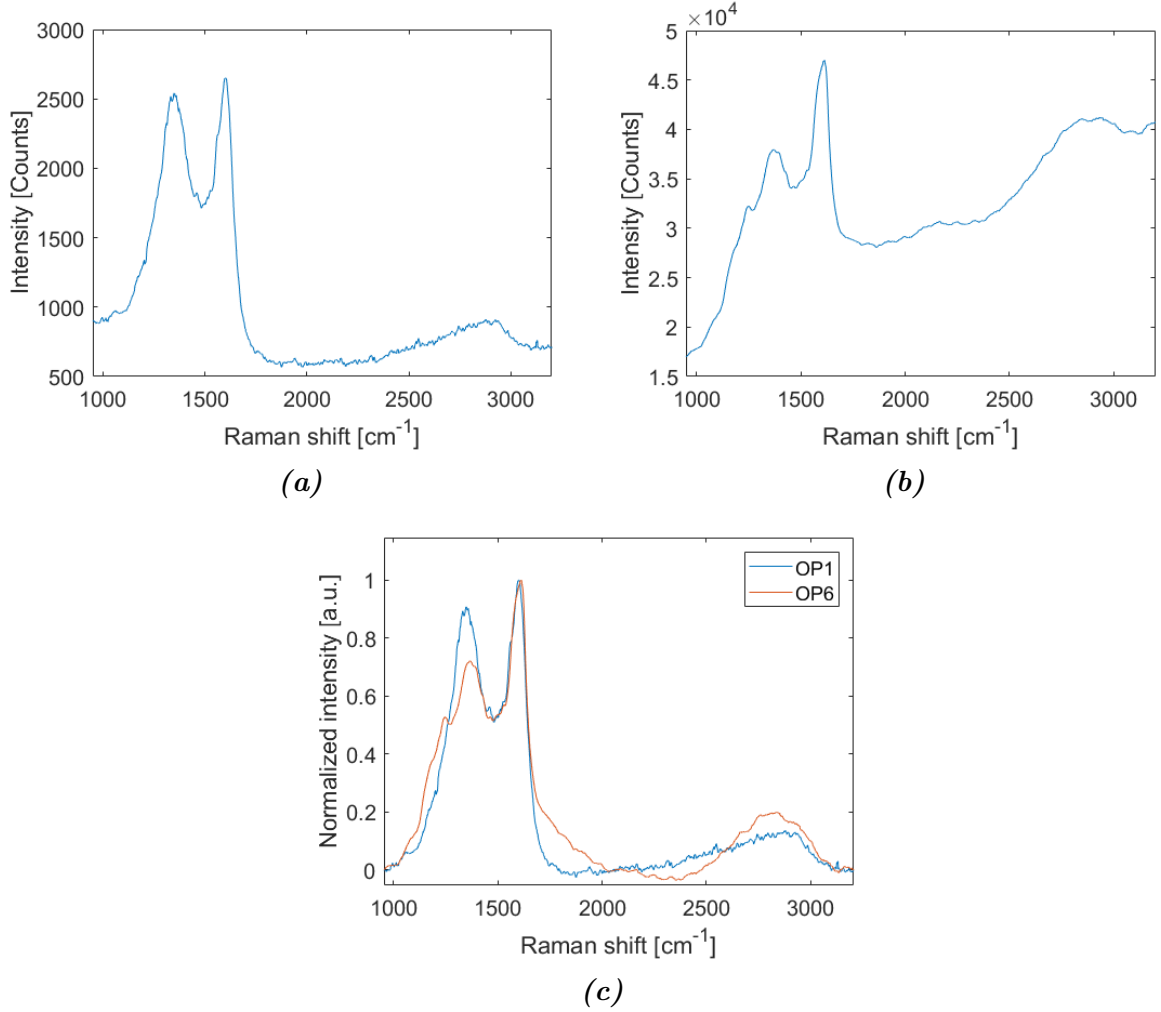 3000
2500
2000
1500
1000
500
Intensity [Counts]
1000 1500 2000 2500 3000
Raman shift [cm⁻¹]
(a)
×10⁴
5
4.5
4
3.5
3
2.5
2
1.5
Intensity [Counts]
1000 1500 2000 2500 3000
Raman shift [cm⁻¹]
(b)
1
0.8
0.6
0.4
0.2
0
Normalized intensity [a.u.]
OP1
OP6
1000 1500 2000 2500 3000
Raman shift [cm⁻¹]
(c)